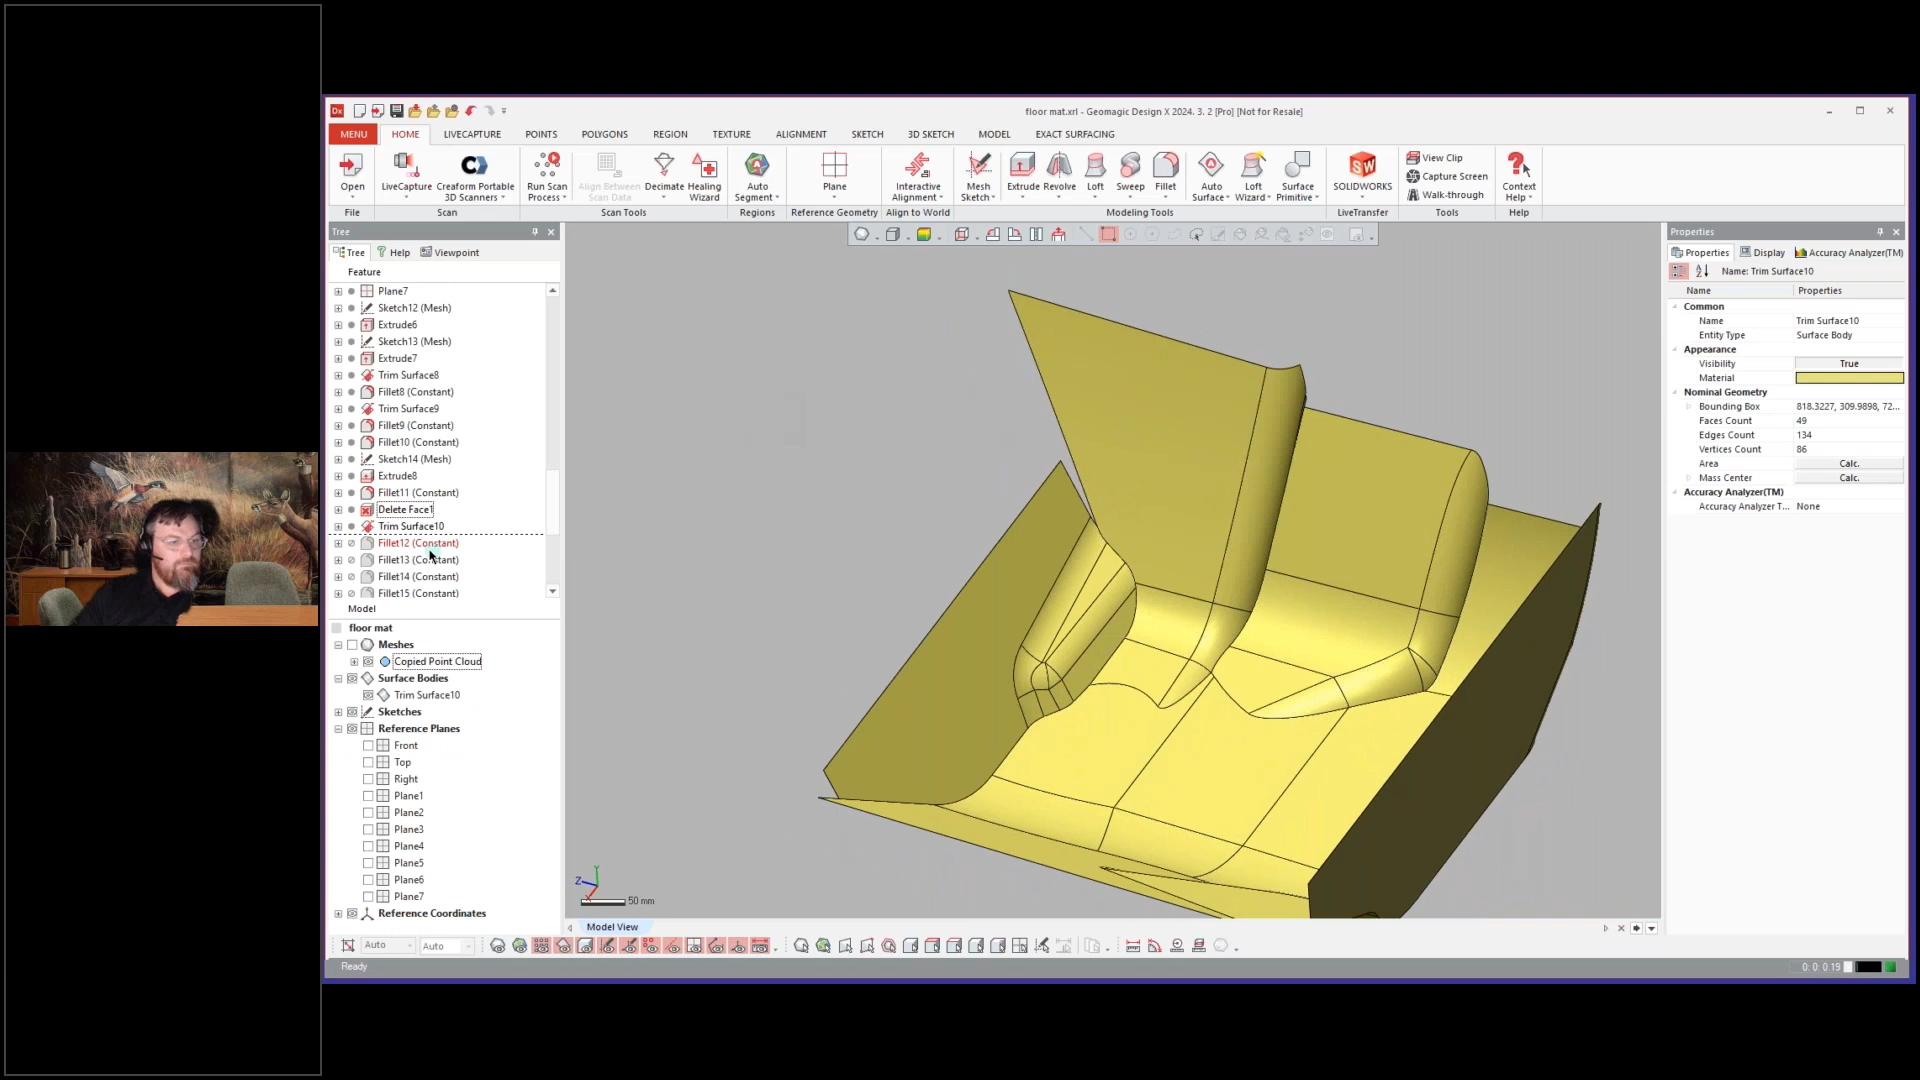 floor mat.xrl - Geomagic Design X 2024. 3. 2 [Pro] [Not for Resale]
MENU HOME LIVECAPTURE POINTS POLYGONS REGION TEXTURE ALIGNMENT SKETCH 3D SKETCH MODEL EXACT SURFACING
Open
LiveCapture
Creaform Portable
3D Scanners
Run Scan
Process
Align Between
Scan Data
Decimate
Healing
Wizard
Auto
Segment
Plane
Interactive
Alignment
Mesh
Sketch
Extrude
Revolve
Loft
Sweep
Fillet
Auto
Surface
Loft
Wizard
Surface
Primitive
SOLIDWORKS
View Clip
Capture Screen
Walk-through
Context
Help
File Scan Scan Tools Regions Reference Geometry Align to World Modeling Tools LiveTransfer Tools Help
Tree
Tree Help Viewpoint
Feature
Plane7
Sketch12 (Mesh)
Extrude6
Sketch13 (Mesh)
Extrude7
Trim Surface8
Fillet8 (Constant)
Trim Surface9
Fillet9 (Constant)
Fillet10 (Constant)
Sketch14 (Mesh)
Extrude8
Fillet11 (Constant)
Delete Face1
Trim Surface10
Fillet12 (Constant)
Fillet13 (Constant)
Fillet14 (Constant)
Fillet15 (Constant)
Model
floor mat
Meshes
Copied Point Cloud
Surface Bodies
Trim Surface10
Sketches
Reference Planes
Front
Top
Right
Plane1
Plane2
Plane3
Plane4
Plane5
Plane6
Plane7
Reference Coordinates
Y
Z
X
50 mm
Model View
Auto Auto
Ready
0: 0: 0.19
Properties
Properties Display Accuracy Analyzer(TM)
Name: Trim Surface10
Name Properties
Common
Name Trim Surface10
Entity Type Surface Body
Appearance
Visibility True
Material
Nominal Geometry
Bounding Box 818.3227, 309.9898, 72...
Faces Count 49
Edges Count 134
Vertices Count 86
Area Calc.
Mass Center Calc.
Accuracy Analyzer(TM)
Accuracy Analyzer T... None